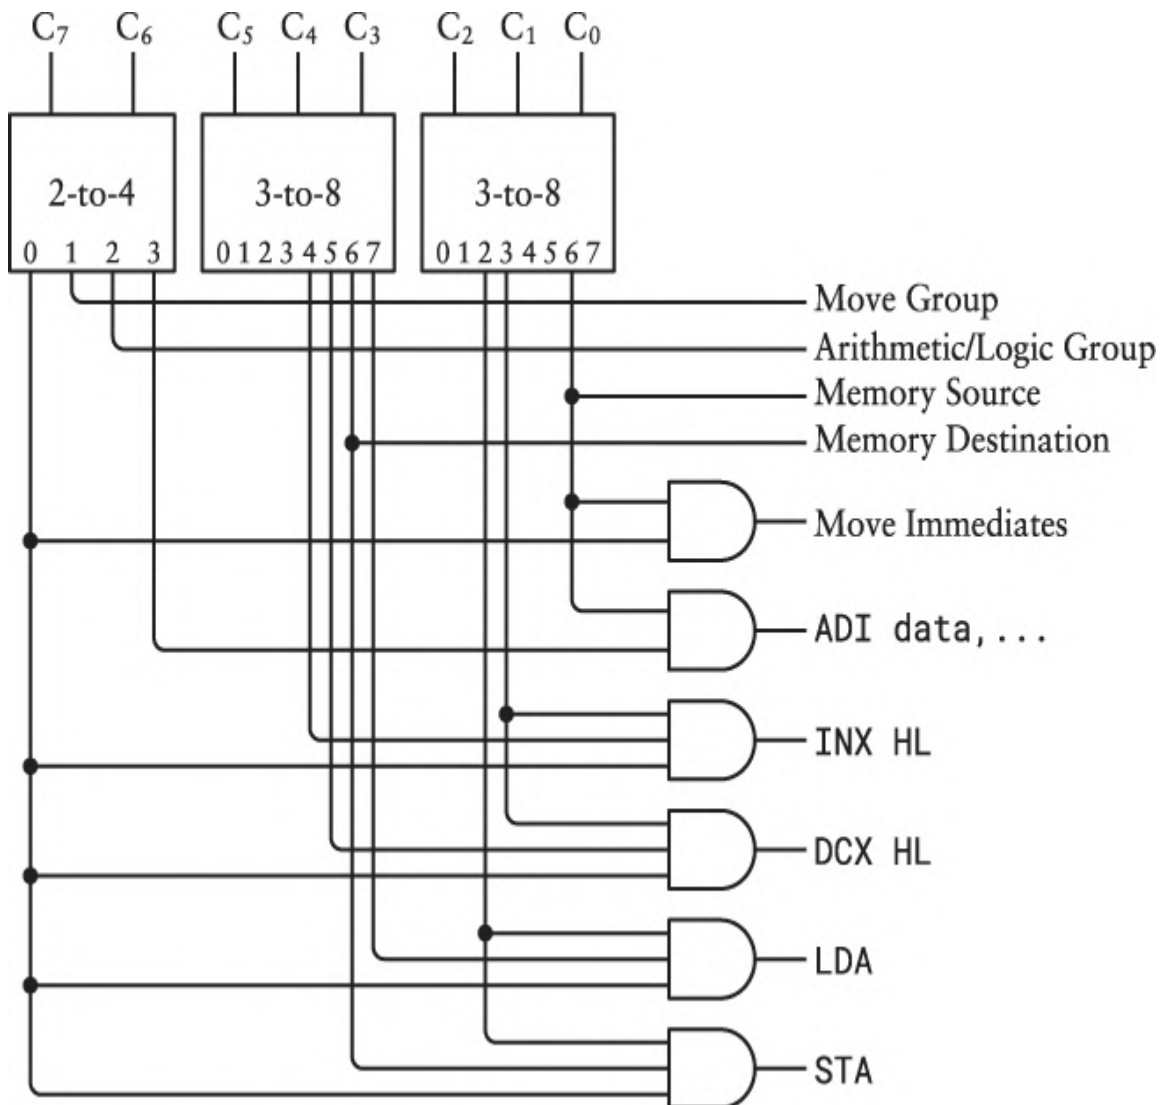 C₇ C₆ C₅ C₄ C₃ C₂ C₁ C₀
2-to-4 3-to-8 3-to-8
0 1 2 3 0 1 2 3 4 5 6 7 0 1 2 3 4 5 6 7
Move Group
Arithmetic/Logic Group
Memory Source
Memory Destination
Move Immediates
ADI data,...
INX HL
DCX HL
LDA
STA